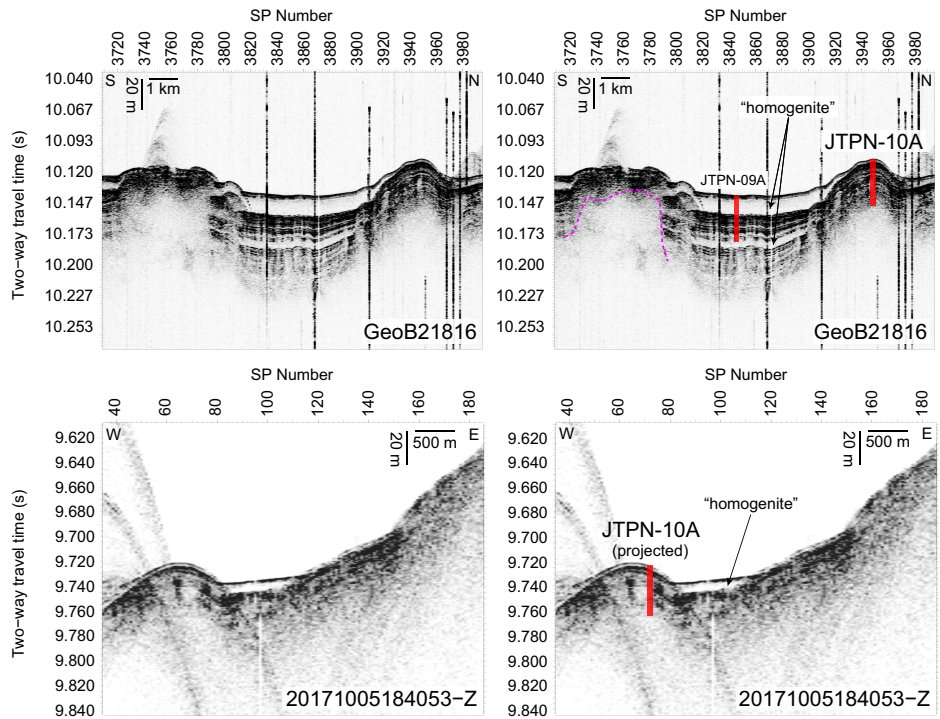 SP Number
3720 3740 3760 3780 3800 3820 3840 3860 3880 3900 3920 3940 3960 3980
10.040
10.067
10.093
10.120
10.147
10.173
10.200
10.227
10.253
Two−way travel time (s)
S
N
20 m
1 km
GeoB21816
SP Number
3720 3740 3760 3780 3800 3820 3840 3860 3880 3900 3920 3940 3960 3980
10.040
10.067
10.093
10.120
10.147
10.173
10.200
10.227
10.253
S
N
20 m
1 km
“homogenite”
JTPN-10A
JTPN-09A
GeoB21816
SP Number
40 60 80 100 120 140 160 180
9.620
9.640
9.660
9.680
9.700
9.720
9.740
9.760
9.780
9.800
9.820
9.840
Two−way travel time (s)
W
E
20 m
500 m
20171005184053−Z
SP Number
40 60 80 100 120 140 160 180
9.620
9.640
9.660
9.680
9.700
9.720
9.740
9.760
9.780
9.800
9.820
9.840
W
E
20 m
500 m
“homogenite”
JTPN-10A
(projected)
20171005184053−Z